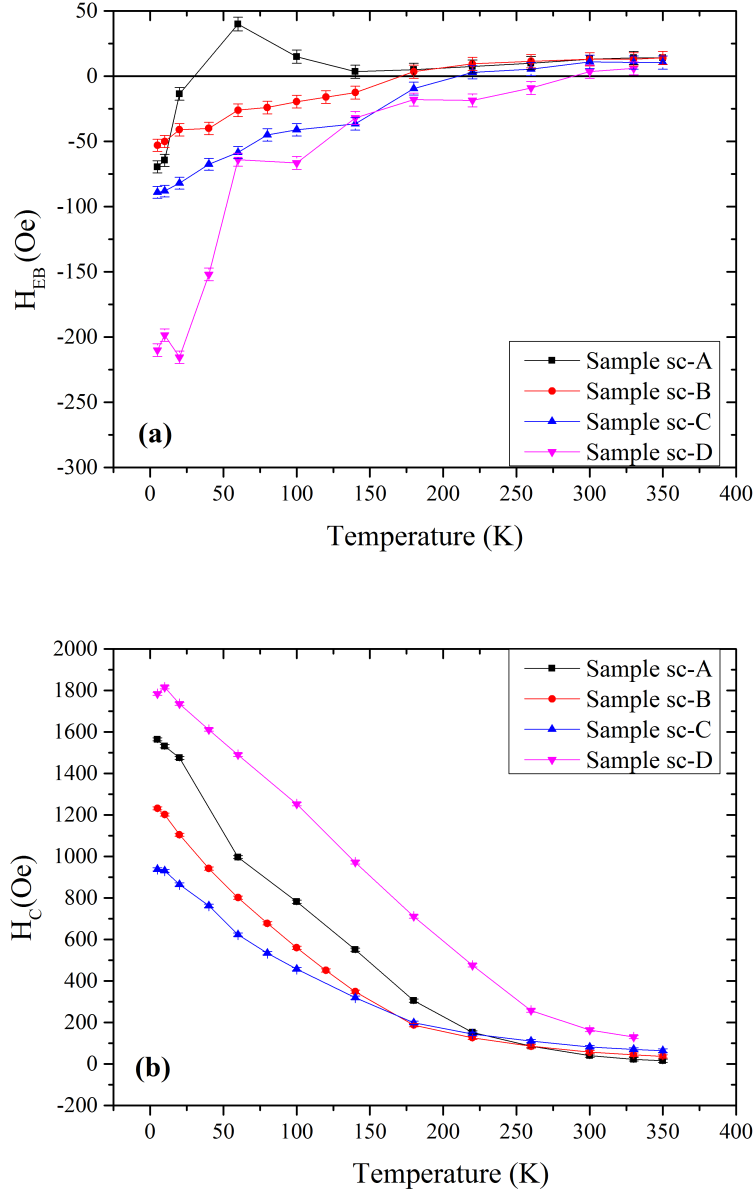 50
0
-50
-100
-150
-200
-250
-300
H_EB (Oe)
Sample sc-A
Sample sc-B
Sample sc-C
Sample sc-D
(a)
0 50 100 150 200 250 300 350 400
Temperature (K)
2000
1800
1600
1400
1200
1000
800
600
400
200
0
-200
H_C(Oe)
Sample sc-A
Sample sc-B
Sample sc-C
Sample sc-D
(b)
0 50 100 150 200 250 300 350 400
Temperature (K)